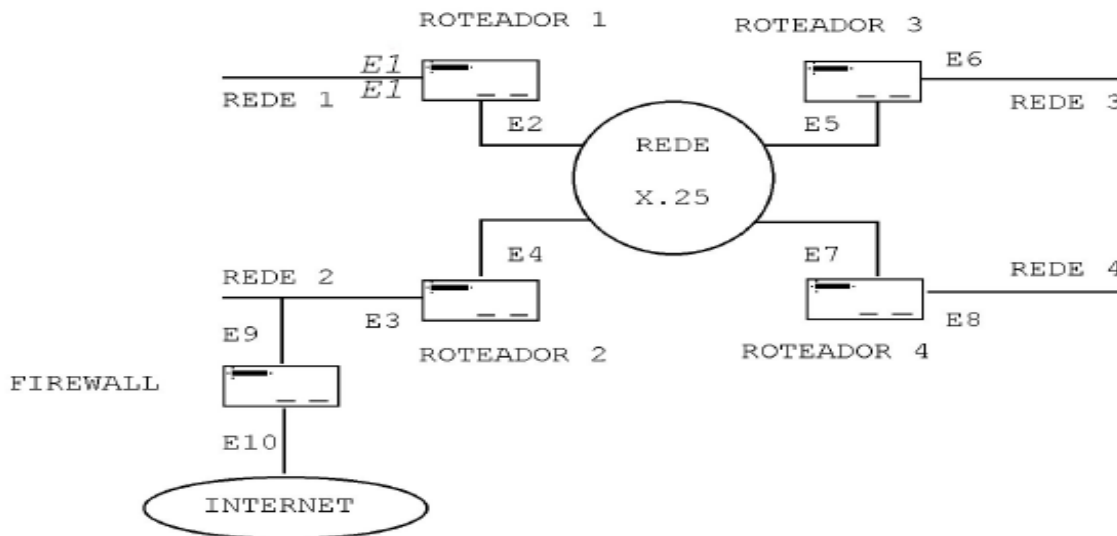 ROTEADOR 1
ROTEADOR 3
E1
E1
REDE 1
E2
E5
E6
REDE 3
REDE
X.25
REDE 2
E4
E7
REDE 4
E3
E8
E9
ROTEADOR 2
ROTEADOR 4
FIREWALL
E10
INTERNET